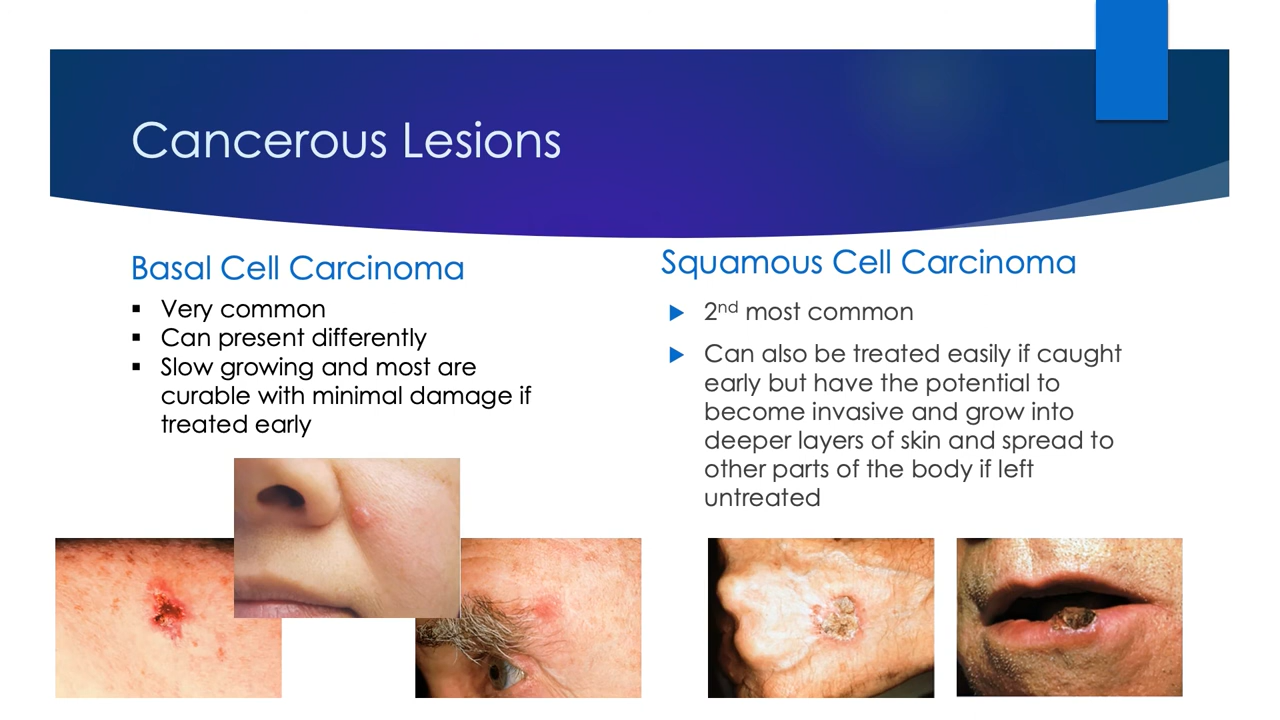 Cancerous Lesions
Basal Cell Carcinoma
▪ Very common
▪ Can present differently
▪ Slow growing and most are
curable with minimal damage if
treated early
Squamous Cell Carcinoma
▶ 2nd most common
▶ Can also be treated easily if caught
early but have the potential to
become invasive and grow into
deeper layers of skin and spread to
other parts of the body if left
untreated